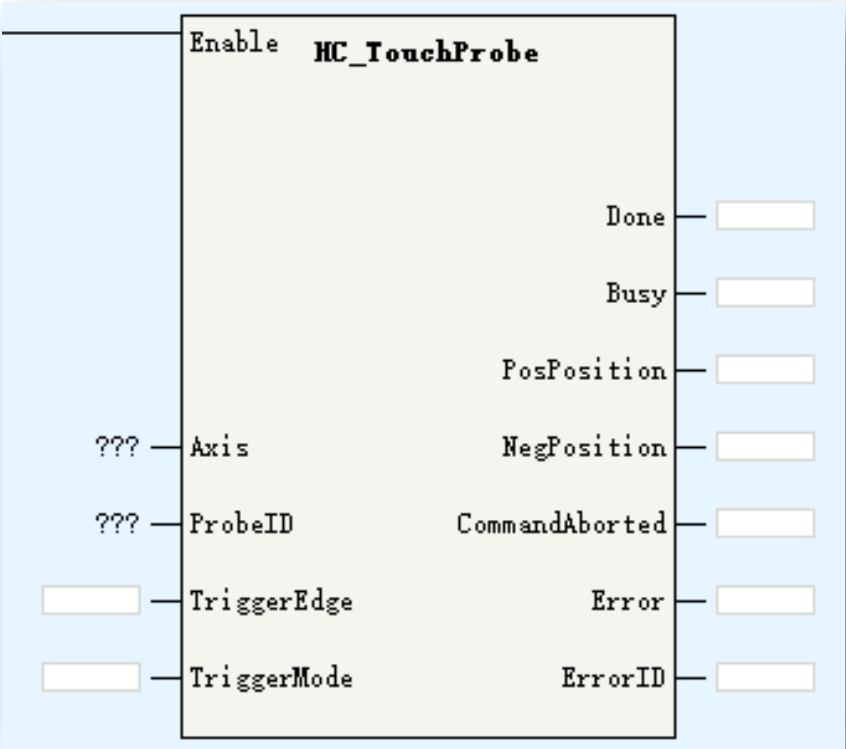 Enable MC_TouchProbe
Done
Busy
PosPosition
??? Axis NegPosition
??? ProbeID CommandAborted
TriggerEdge Error
TriggerMode ErrorID